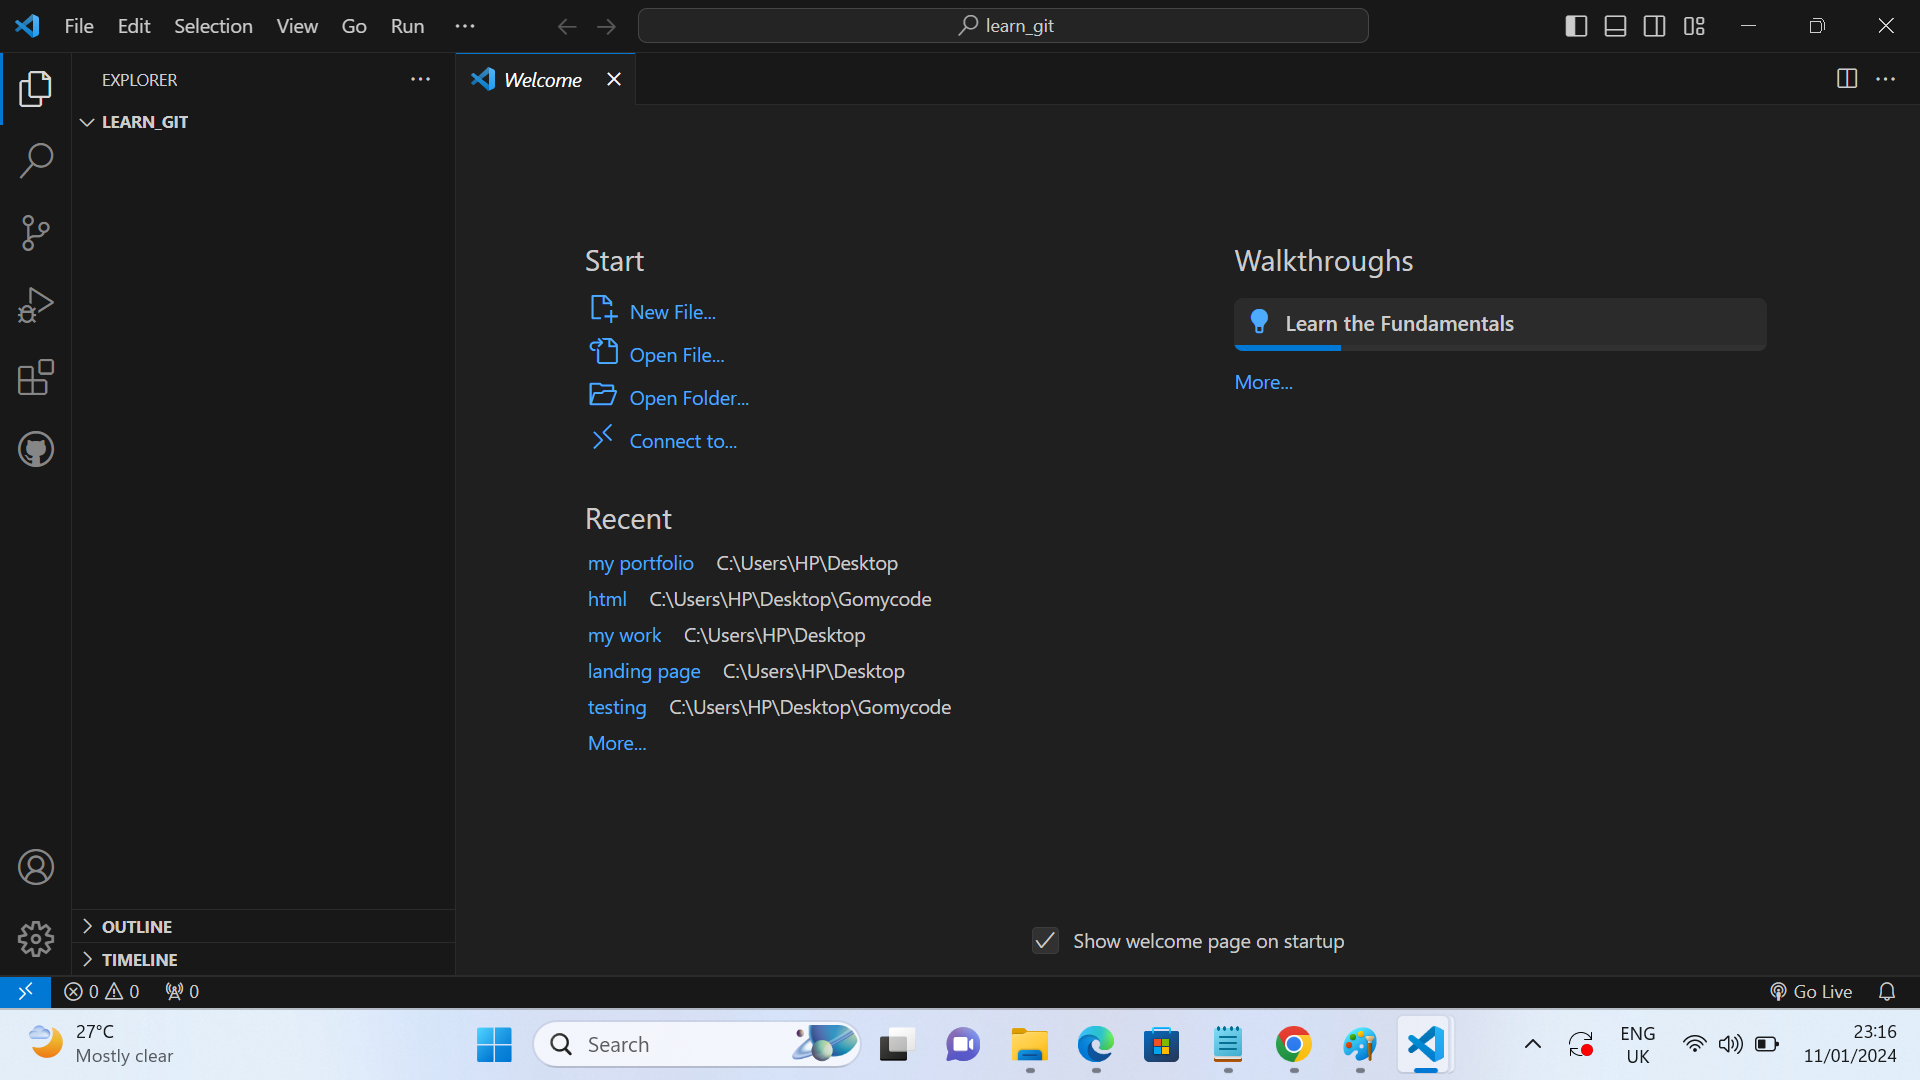 File Edit Selection View Go Run ...
learn_git
EXPLORER ...
LEARN_GIT
Welcome
Start
New File...
Open File...
Open Folder...
Connect to...
Recent
my portfolio C:\Users\HP\Desktop
html C:\Users\HP\Desktop\Gomycode
my work C:\Users\HP\Desktop
landing page C:\Users\HP\Desktop
testing C:\Users\HP\Desktop\Gomycode
More...
Walkthroughs
Learn the Fundamentals
More...
Show welcome page on startup
OUTLINE
TIMELINE
0 0 0
Go Live
27°C
Mostly clear
Search
ENG
UK
23:16
11/01/2024